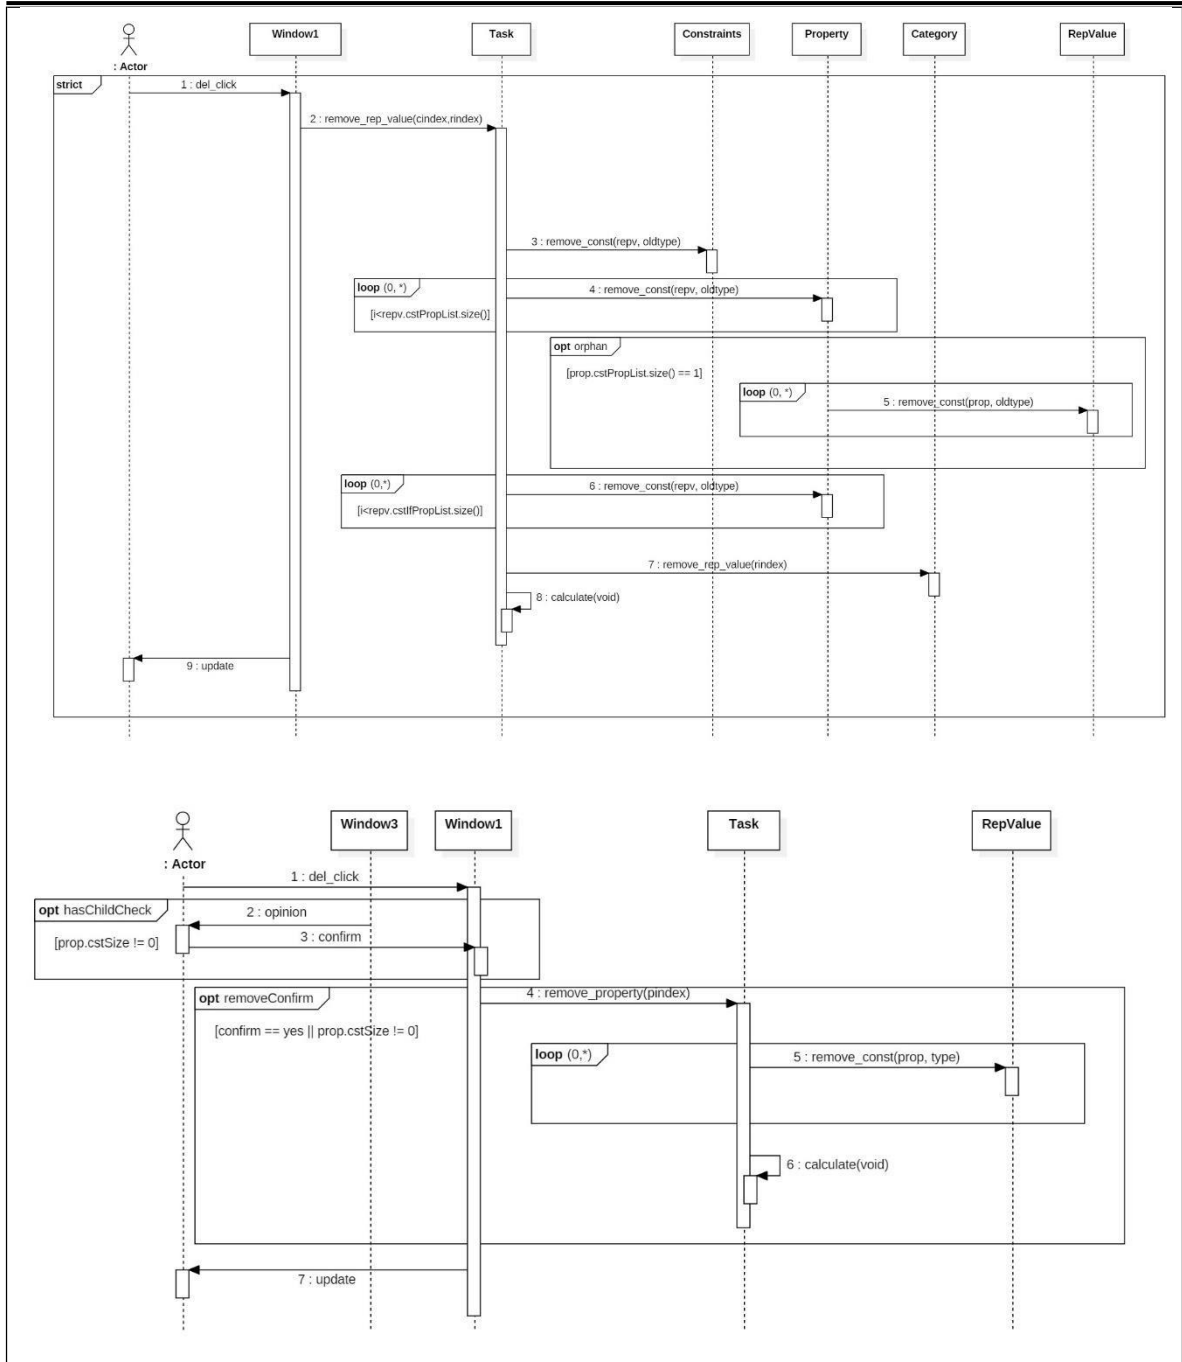 Window1
Task
Constraints
Property
Category
RepValue
: Actor
strict
1 : del_click
2 : remove_rep_value(cindex,rindex)
3 : remove_const(repv, oldtype)
loop (0, *)
4 : remove_const(repv, oldtype)
[i<repv.cstPropList.size()]
opt orphan
[prop.cstPropList.size() == 1]
loop (0, *)
5 : remove_const(prop, oldtype)
loop (0,*)
6 : remove_const(repv, oldtype)
[i<repv.cstIfPropList.size()]
7 : remove_rep_value(rindex)
8 : calculate(void)
9 : update
Window3
Window1
Task
RepValue
: Actor
1 : del_click
opt hasChildCheck
2 : opinion
[prop.cstSize != 0]
3 : confirm
opt removeConfirm
4 : remove_property(pindex)
[confirm == yes || prop.cstSize != 0]
loop (0,*)
5 : remove_const(prop, type)
6 : calculate(void)
7 : update